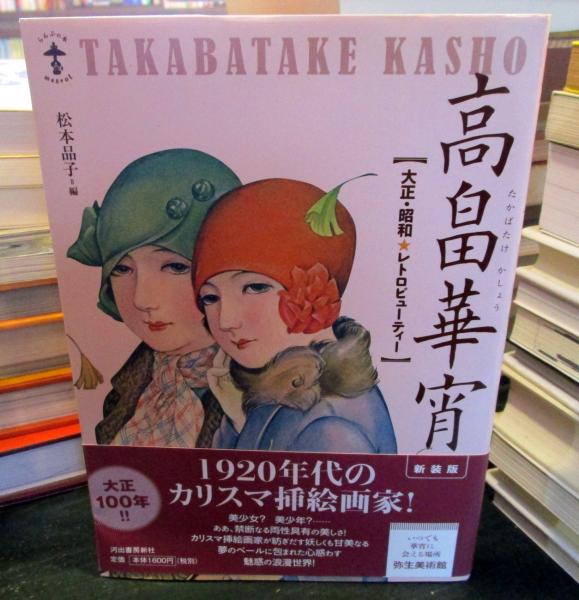 らんぷの本
mascot
TAKABATAKE KASHO
松本品子=編
高畠華宵
たかばたけ かしょう
【大正・昭和★レトロビューティー】
新装版
大正
100年
!!
1920年代の
カリスマ挿絵画家!
美少女? 美少年?……
ああ、禁断なる両性具有の美しさ!
カリスマ挿絵画家が紡ぎだす妖しくも甘美なる
夢のベールに包まれた心惑わす
魅惑の浪漫世界!
河出書房新社
定価 本体1600円(税別)
いつでも
華宵に
会える場所
弥生美術館